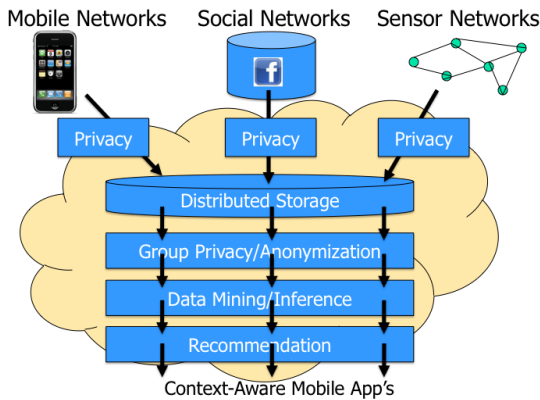 Mobile Networks
Social Networks
Sensor Networks
f
Privacy
Privacy
Privacy
Distributed Storage
Group Privacy/Anonymization
Data Mining/Inference
Recommendation
Context-Aware Mobile App's